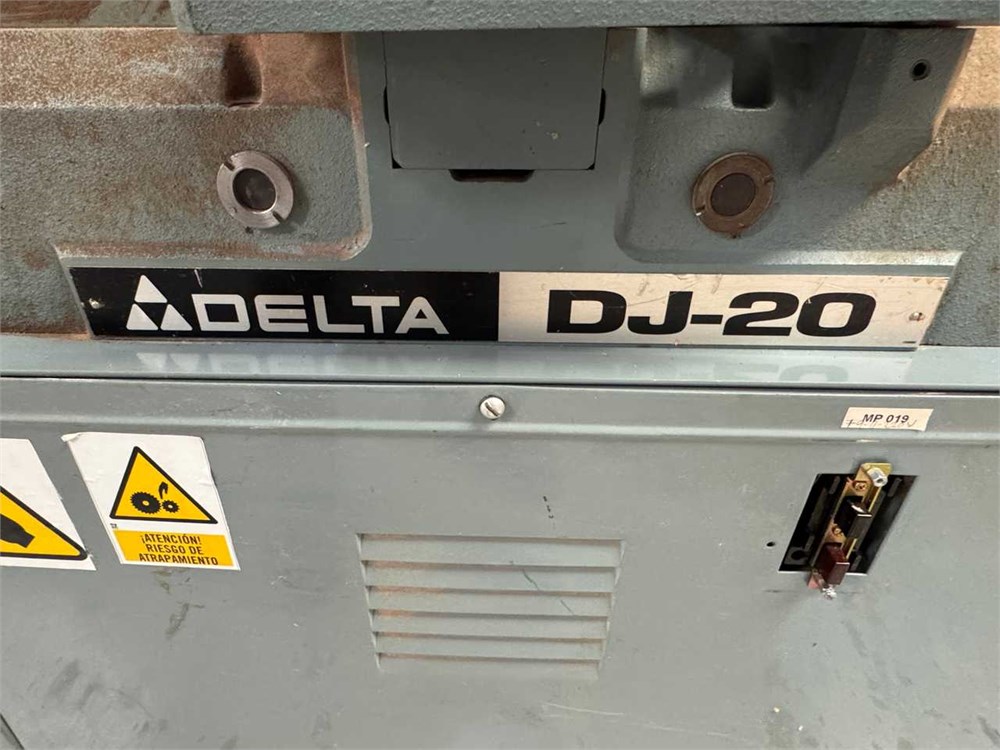 DELTA DJ-20
MP 019
¡ATENCIÓN!
RIESGO DE
ATRAPAMIENTO